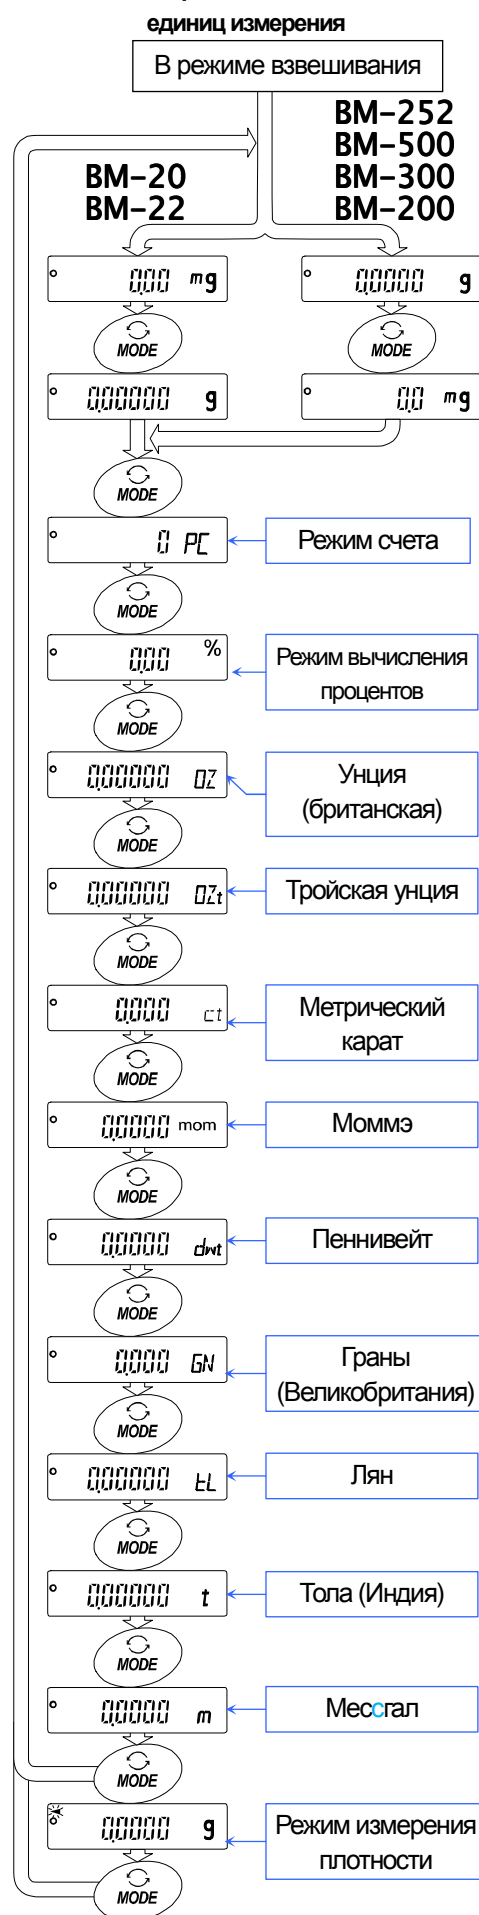 единиц измерения
В режиме взвешивания
BM-252
BM-500
BM-20 BM-300
BM-22 BM-200
0.00 mg 0.0000 g
MODE MODE
0.00000 g 0.0 mg
MODE
0 PC Режим счета
MODE
0.00 % Режим вычисления
процентов
MODE
0.00000 OZ Унция
(британская)
MODE
0.00000 OZt Тройская унция
MODE
0.000 ct Метрический
карат
MODE
0.0000 mom Моммэ
MODE
0.0000 dwt Пеннивейт
MODE
0.000 GN Граны
(Великобритания)
MODE
0.00000 tL Лян
MODE
0.00000 t Тола (Индия)
MODE
0.0000 m Мессгал
MODE
0.0000 g Режим измерения
плотности
MODE